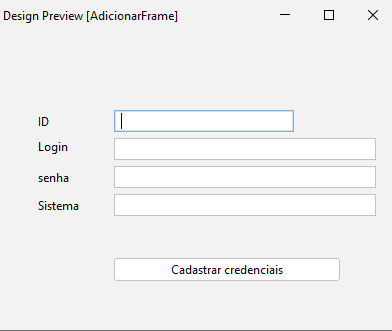 Design Preview [AdicionarFrame]
ID
Login
senha
Sistema
Cadastrar credenciais